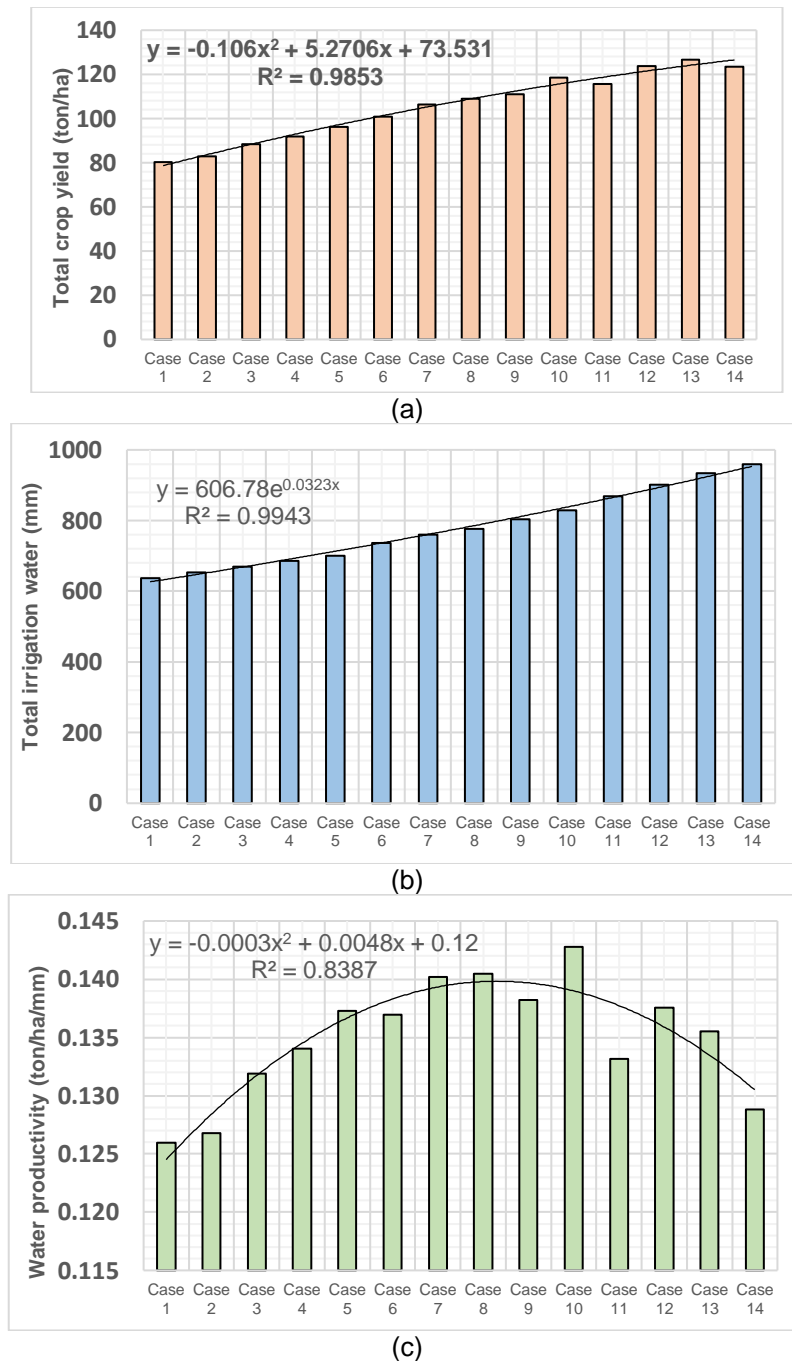 Total crop yield (ton/ha)
140
120
100
80
60
40
20
0
y = -0.106x² + 5.2706x + 73.531
R² = 0.9853
Case 1
Case 2
Case 3
Case 4
Case 5
Case 6
Case 7
Case 8
Case 9
Case 10
Case 11
Case 12
Case 13
Case 14
(a)
Total irrigation water (mm)
1000
800
600
400
200
0
y = 606.78e^0.0323x
R² = 0.9943
Case 1
Case 2
Case 3
Case 4
Case 5
Case 6
Case 7
Case 8
Case 9
Case 10
Case 11
Case 12
Case 13
Case 14
(b)
Water productivity (ton/ha/mm)
0.145
0.140
0.135
0.130
0.125
0.120
0.115
y = -0.0003x² + 0.0048x + 0.12
R² = 0.8387
Case 1
Case 2
Case 3
Case 4
Case 5
Case 6
Case 7
Case 8
Case 9
Case 10
Case 11
Case 12
Case 13
Case 14
(c)